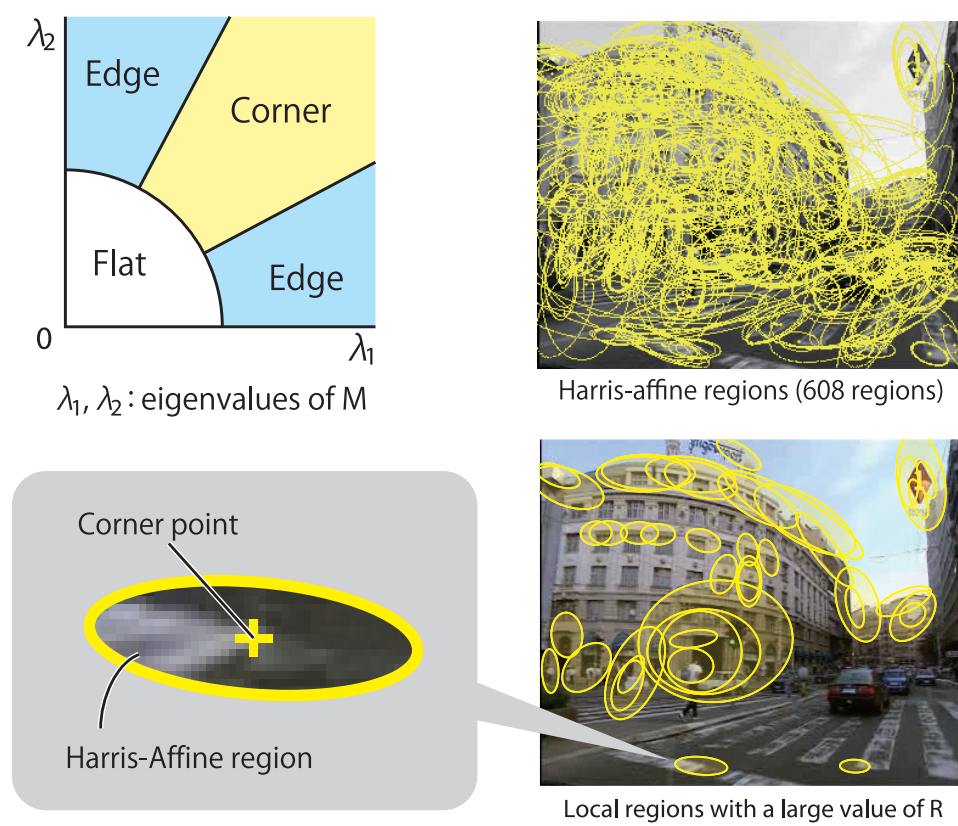 λ2
Edge
Corner
Flat
Edge
0
λ1
λ1, λ2 : eigenvalues of M
Harris-affine regions (608 regions)
Corner point
Harris-Affine region
Local regions with a large value of R